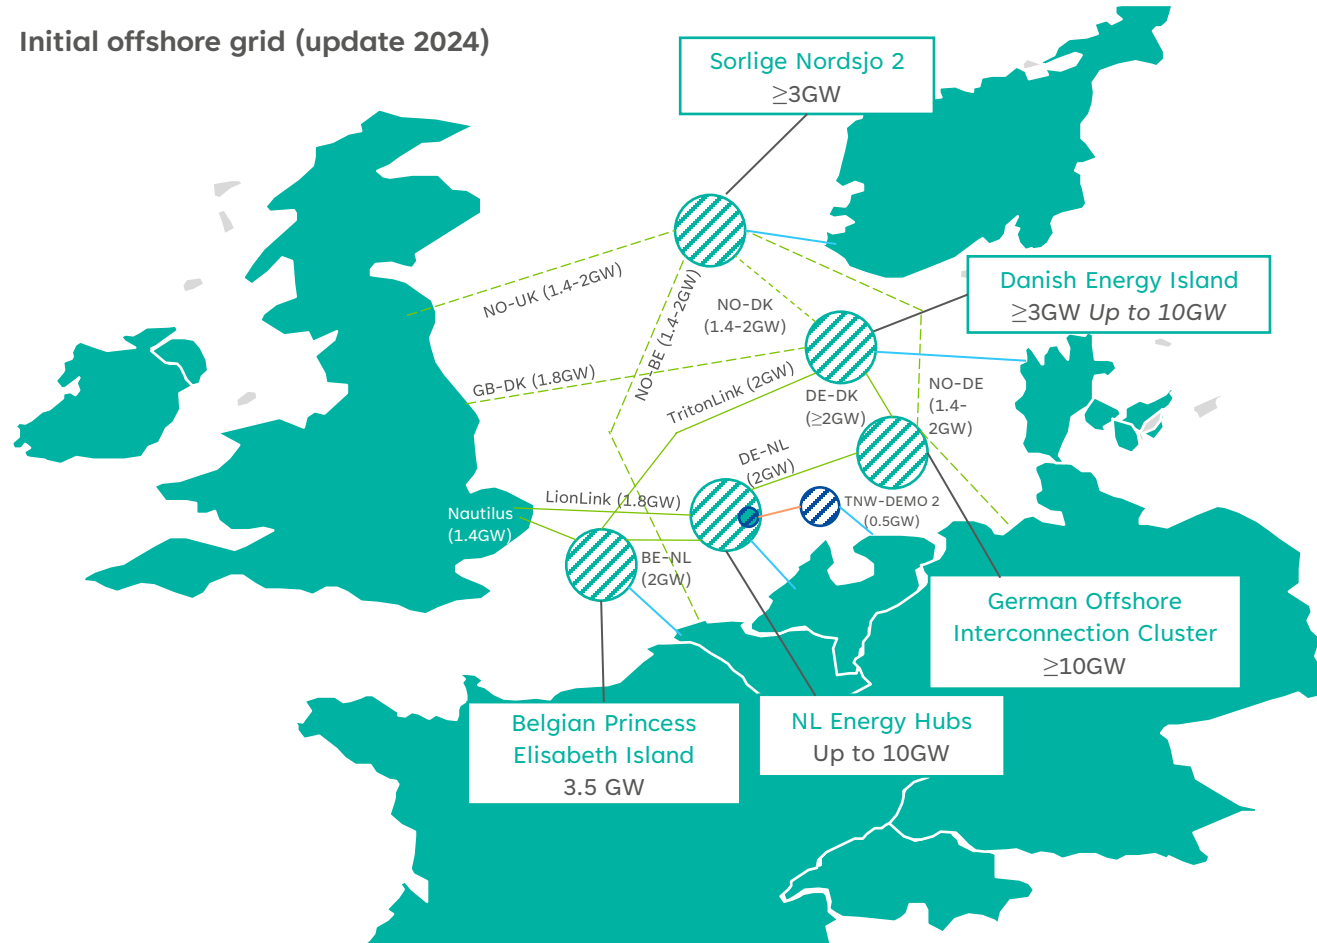 Initial offshore grid (update 2024)
Sorlige Nordsjo 2
≥3GW
Danish Energy Island
≥3GW Up to 10GW
NO-UK (1.4-2GW)
NO-BE (1.4-2GW)
NO-DK
(1.4-2GW)
GB-DK (1.8GW)
TritonLink (2GW)
DE-DK
(≥2GW)
NO-DE
(1.4-
2GW)
DE-NL
(2GW)
LionLink (1.8GW)
TNW-DEMO 2
(0.5GW)
Nautilus
(1.4GW)
BE-NL
(2GW)
German Offshore
Interconnection Cluster
≥10GW
Belgian Princess
Elisabeth Island
3.5 GW
NL Energy Hubs
Up to 10GW